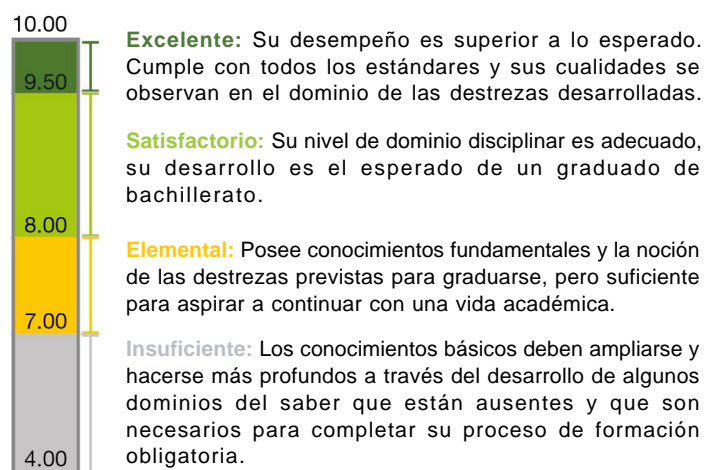 10.00
Excelente: Su desempeño es superior a lo esperado.
Cumple con todos los estándares y sus cualidades se
9.50
observan en el dominio de las destrezas desarrolladas.
Satisfactorio: Su nivel de dominio disciplinar es adecuado,
su desarrollo es el esperado de un graduado de
bachillerato.
8.00
Elemental: Posee conocimientos fundamentales y la noción
de las destrezas previstas para graduarse, pero suficiente
para aspirar a continuar con una vida académica.
7.00
Insuficiente: Los conocimientos básicos deben ampliarse y
hacerse más profundos a través del desarrollo de algunos
dominios del saber que están ausentes y que son
necesarios para completar su proceso de formación
4.00
obligatoria.